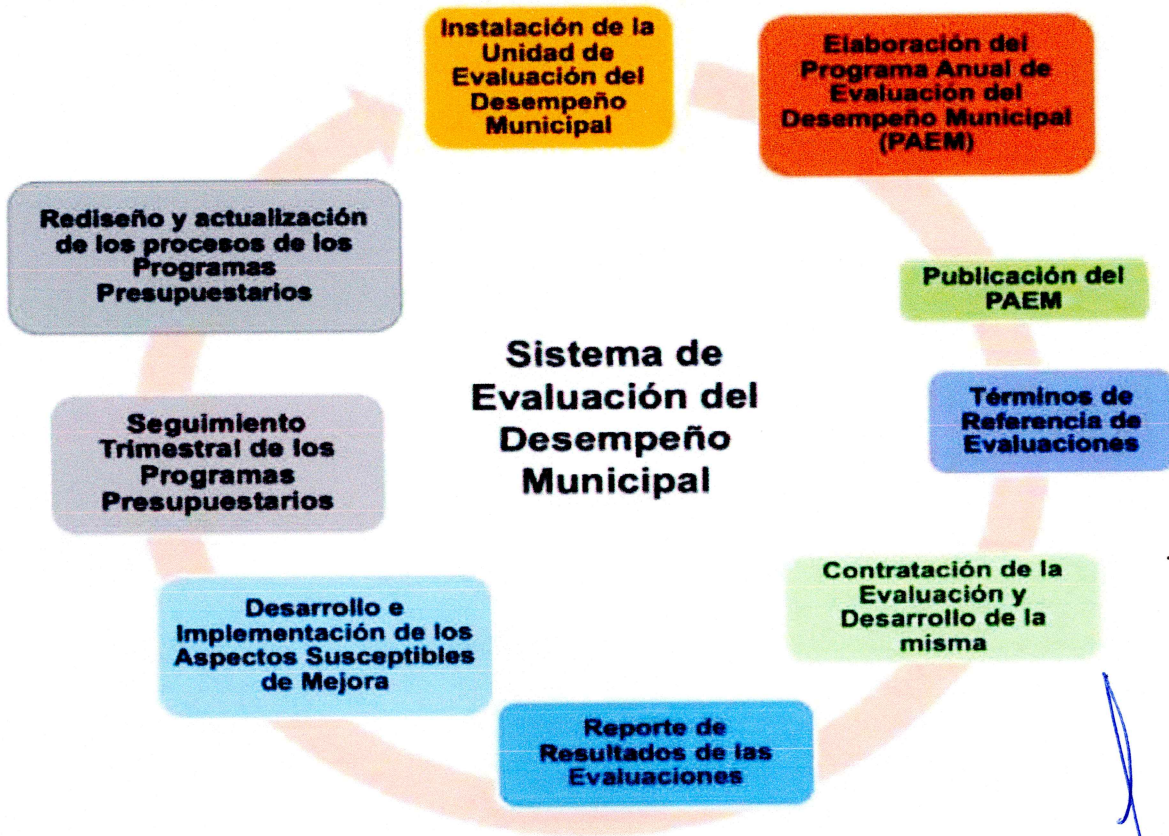 Instalación de la
Unidad de
Evaluación del
Desempeño
Municipal
Elaboración del
Programa Anual de
Evaluación del
Desempeño Municipal
(PAEM)
Publicación del
PAEM
Términos de
Referencia de
Evaluaciones
Contratación de la
Evaluación y
Desarrollo de la
misma
Reporte de
Resultados de las
Evaluaciones
Desarrollo e
Implementación de los
Aspectos Susceptibles
de Mejora
Seguimiento
Trimestral de los
Programas
Presupuestarios
Rediseño y actualización
de los procesos de los
Programas
Presupuestarios
Sistema de
Evaluación del
Desempeño
Municipal